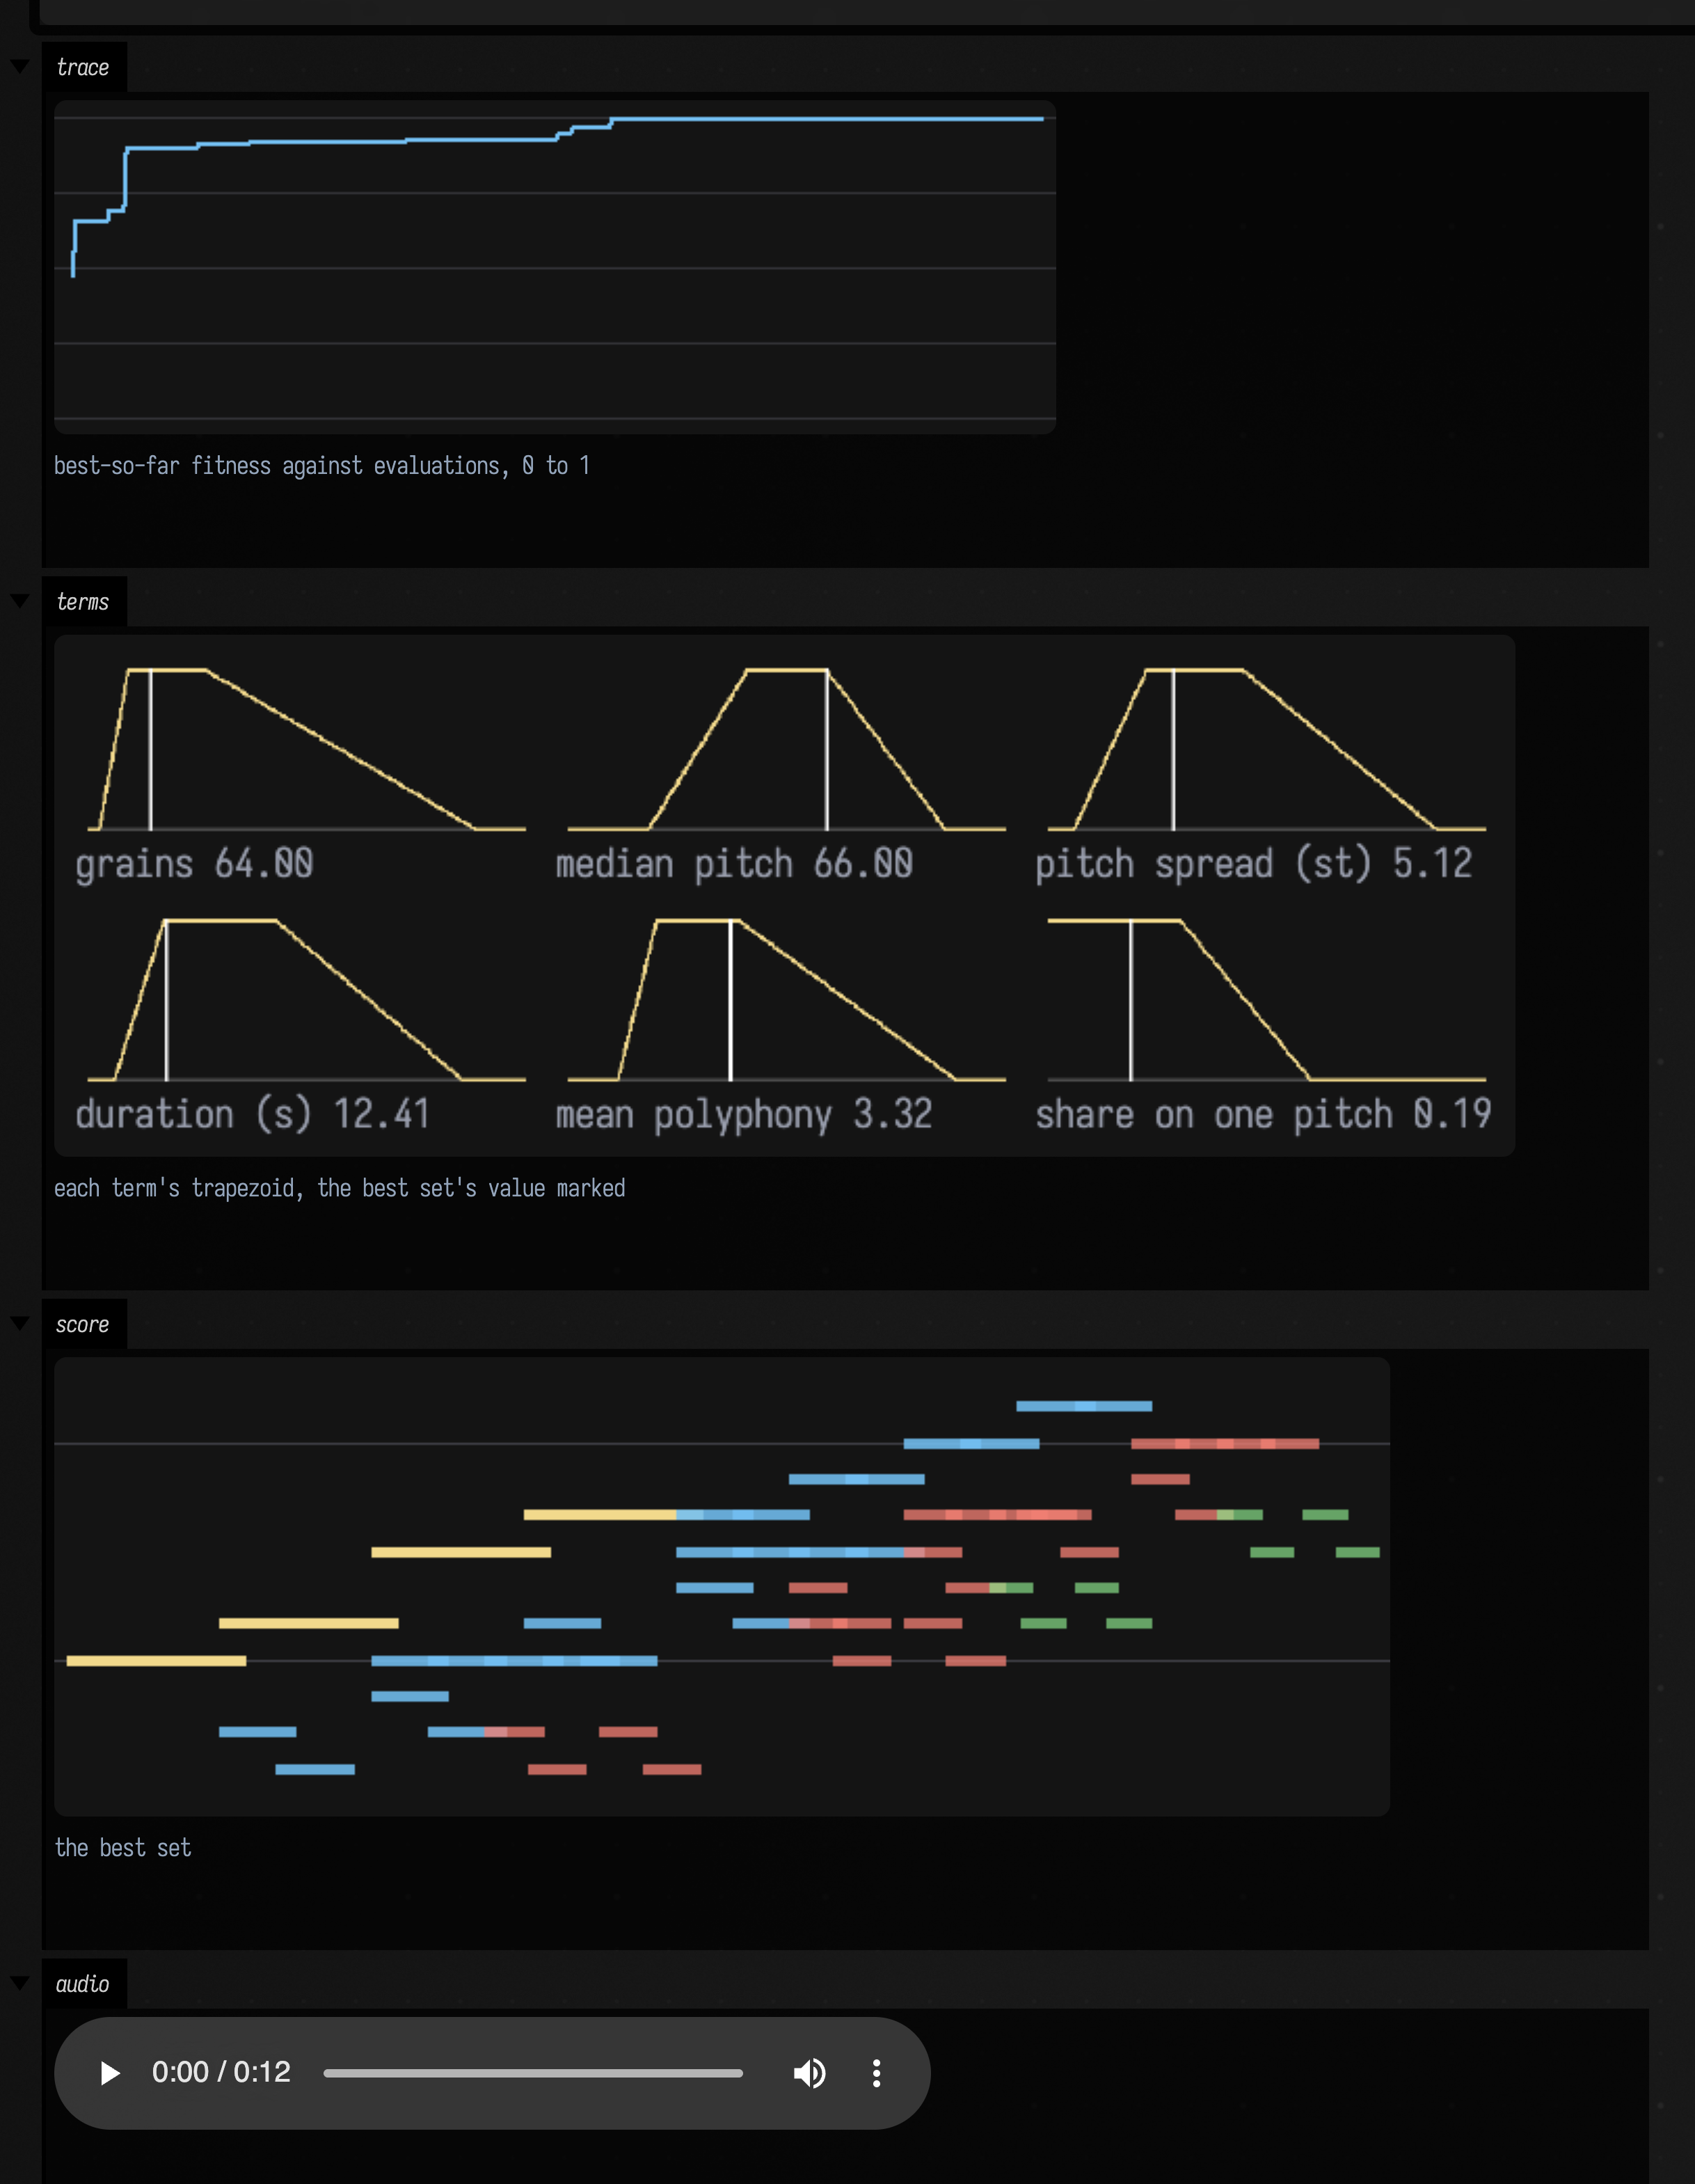 trace
best-so-far fitness against evaluations, 0 to 1
terms
grains 64.00
median pitch 66.00
pitch spread (st) 5.12
duration (s) 12.41
mean polyphony 3.32
share on one pitch 0.19
each term's trapezoid, the best set's value marked
score
the best set
audio
0:00 / 0:12